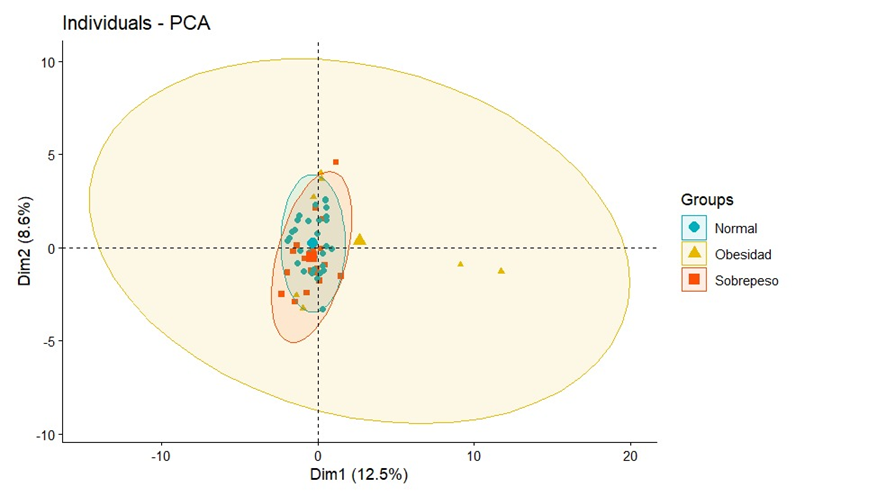 Individuals - PCA
10
5
0
-5
-10
Dim2 (8.6%)
-10
0
10
20
Dim1 (12.5%)
Groups
Normal
Obesidad
Sobrepeso